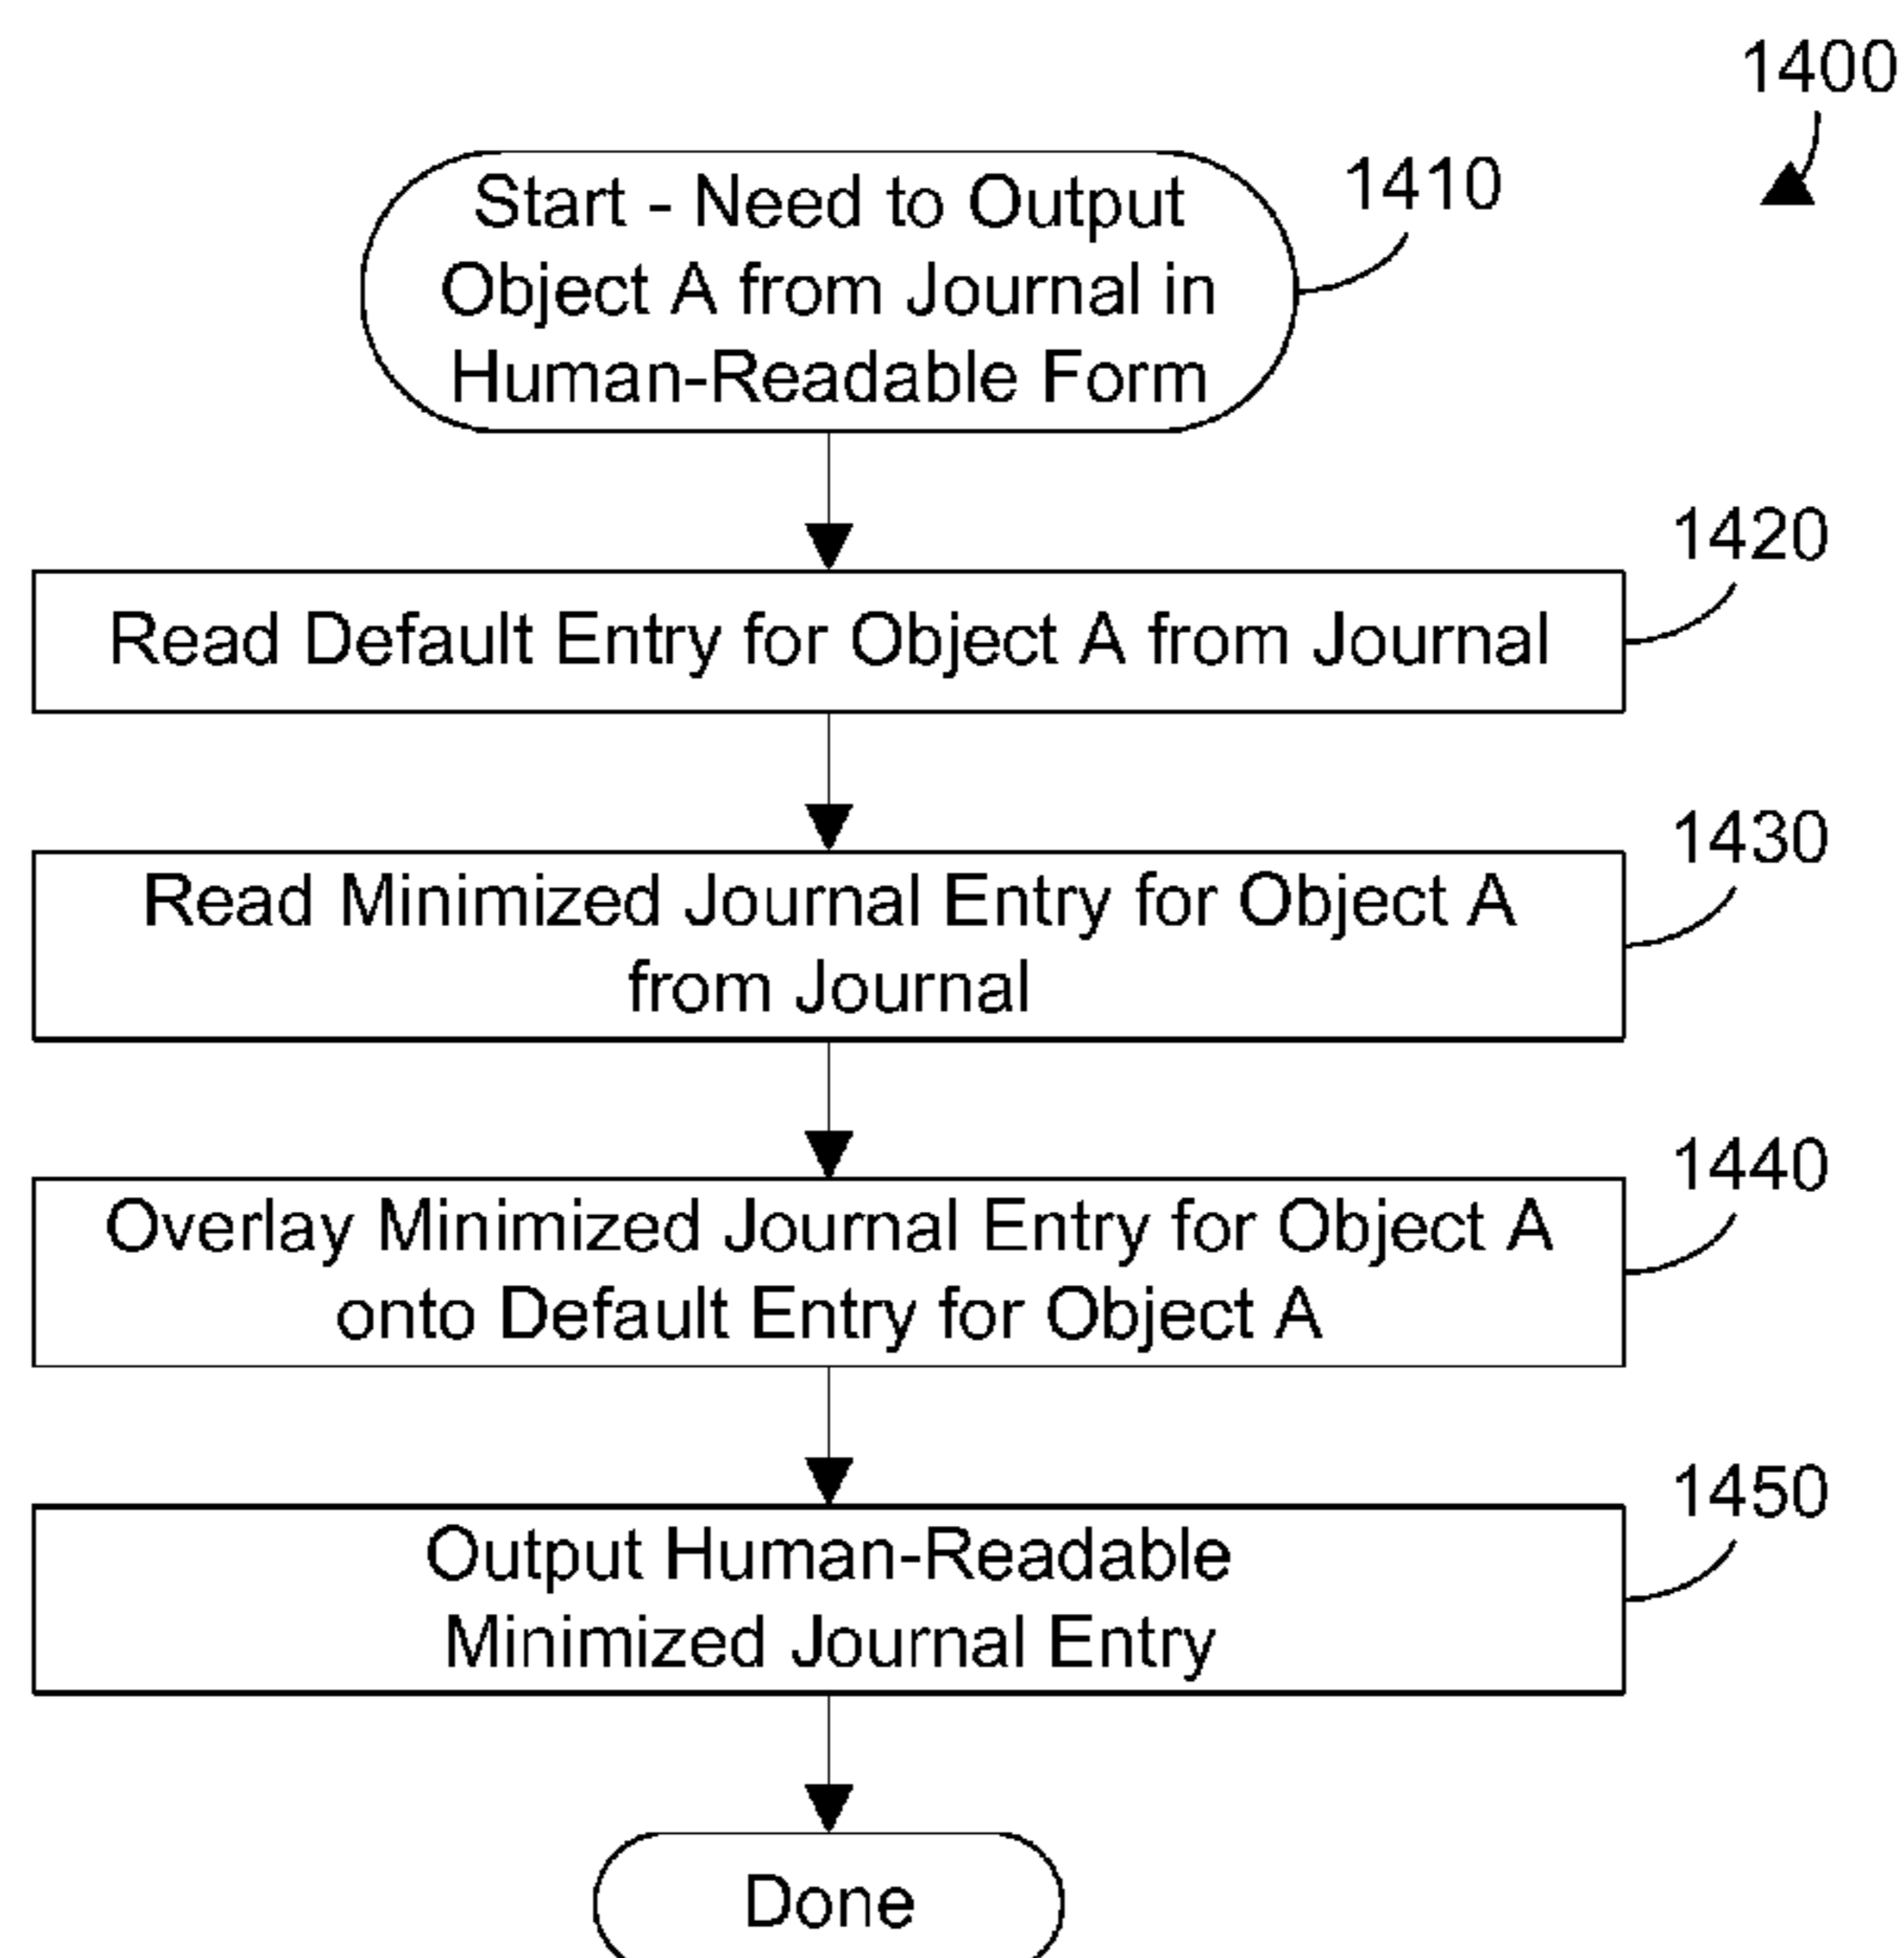 1400
Start - Need to Output
Object A from Journal in
Human-Readable Form
1410
1420
Read Default Entry for Object A from Journal
1430
Read Minimized Journal Entry for Object A
from Journal
1440
Overlay Minimized Journal Entry for Object A
onto Default Entry for Object A
1450
Output Human-Readable
Minimized Journal Entry
Done